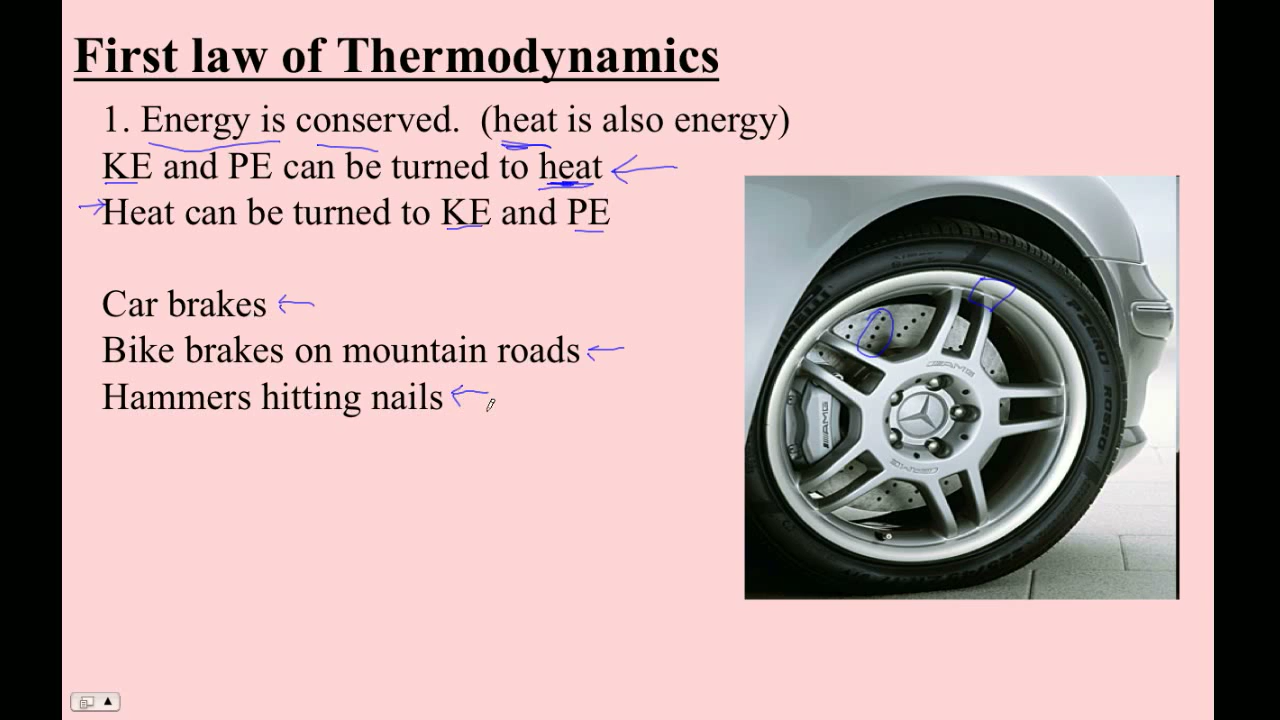 First law of Thermodynamics
1. Energy is conserved. (heat is also energy)
KE and PE can be turned to heat
Heat can be turned to KE and PE
Car brakes
Bike brakes on mountain roads
Hammers hitting nails
PZERO ROSSO
AMG
AMG